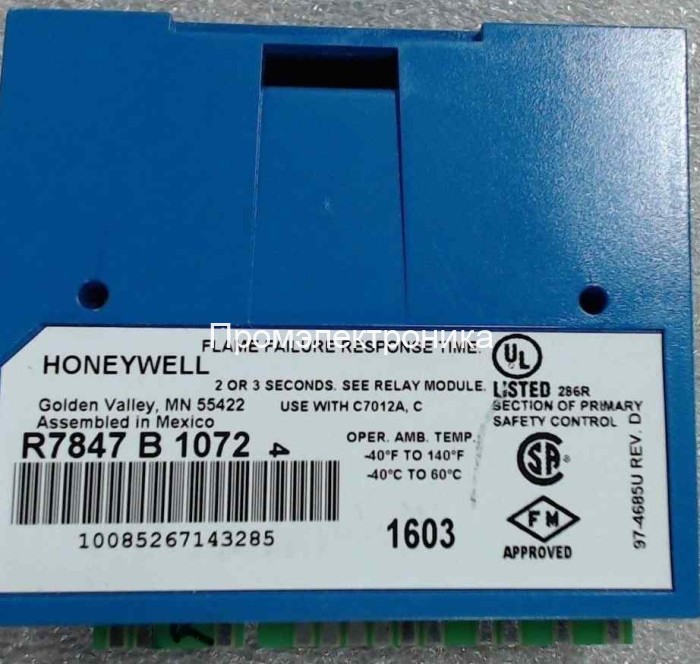 Промэлектроника
FLAME FAILURE RESPONSE TIME:
HONEYWELL
2 OR 3 SECONDS. SEE RELAY MODULE.
Golden Valley, MN 55422
USE WITH C7012A, C
Assembled in Mexico
R7847 B 1072 4
OPER. AMB. TEMP.
-40°F TO 140°F
-40°C TO 60°C
10085267143285
1603
UL
LISTED 286R
SECTION OF PRIMARY
SAFETY CONTROL
SA
®
FM
APPROVED
97-4685U REV. D